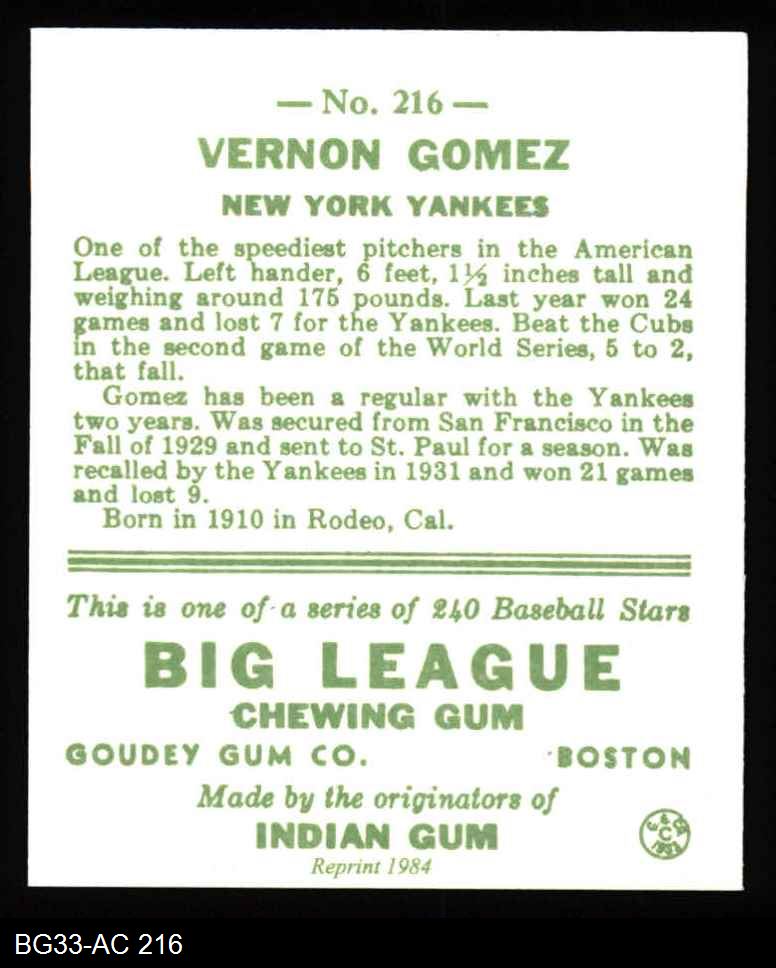 — No. 216 —
VERNON GOMEZ
NEW YORK YANKEES
One of the speediest pitchers in the American
League. Left hander, 6 feet, 1½ inches tall and
weighing around 175 pounds. Last year won 24
games and lost 7 for the Yankees. Beat the Cubs
in the second game of the World Series, 5 to 2,
that fall.
Gomez has been a regular with the Yankees
two years. Was secured from San Francisco in the
Fall of 1929 and sent to St. Paul for a season. Was
recalled by the Yankees in 1931 and won 21 games
and lost 9.
Born in 1910 in Rodeo, Cal.
This is one of a series of 240 Baseball Stars
BIG LEAGUE
CHEWING GUM
GOUDEY GUM CO. BOSTON
Made by the originators of
INDIAN GUM
Reprint 1984
BG33-AC 216